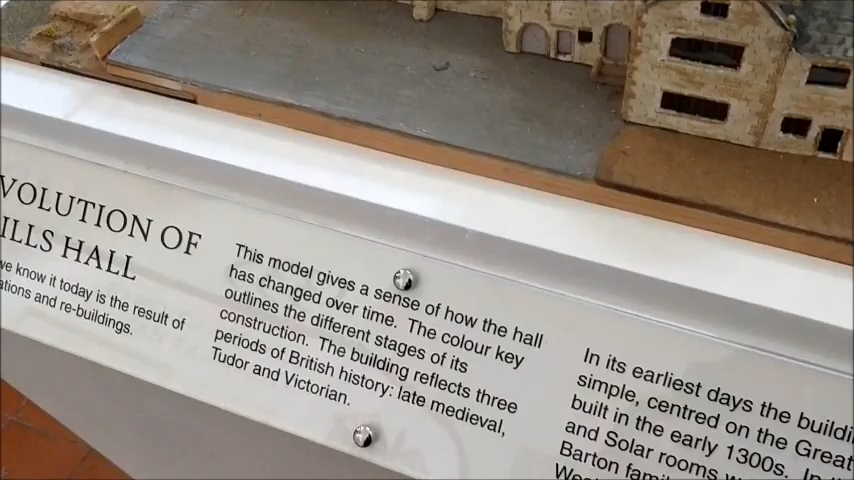 VOLUTION OF
ILLS HALL
we know it today is the result of
ations and re-buildings.
This model gives a sense of how the hall
has changed over time. The colour key
outlines the different stages of its
construction. The building reflects three
periods of British history: late medieval,
Tudor and Victorian.
In its earliest days the buildi
simple, centred on the Great
built in the early 1300s. In th
and Solar rooms w
Barton famil
West